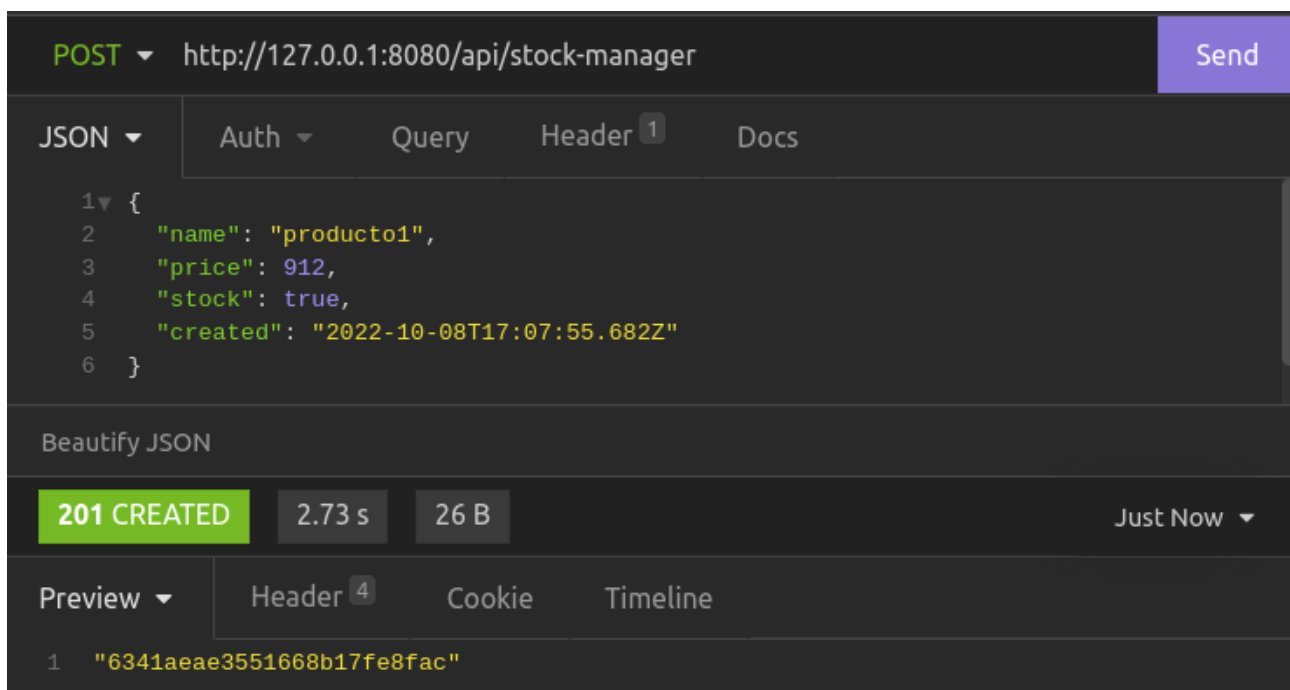 POST http://127.0.0.1:8080/api/stock-manager Send
JSON Auth Query Header 1 Docs
1 {
2 "name": "producto1",
3 "price": 912,
4 "stock": true,
5 "created": "2022-10-08T17:07:55.682Z"
6 }
Beautify JSON
201 CREATED 2.73 s 26 B Just Now
Preview Header 4 Cookie Timeline
1 "6341aeae3551668b17fe8fac"